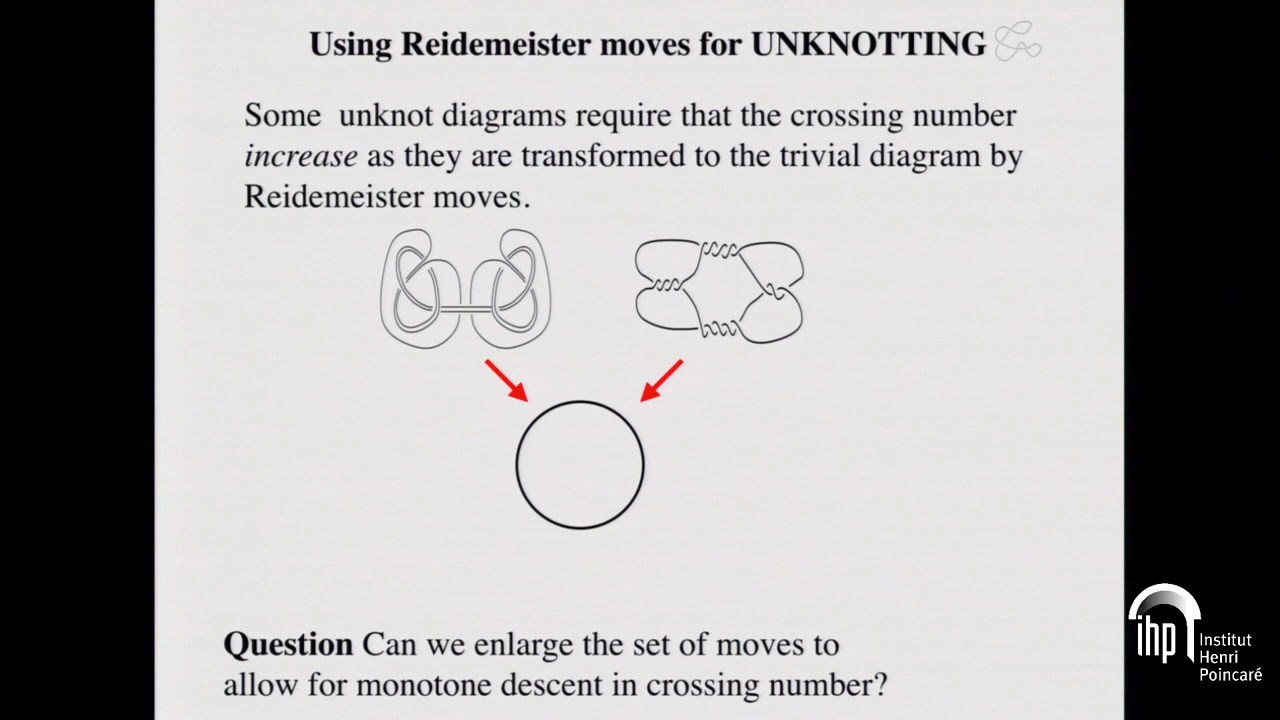 Using Reidemeister moves for UNKNOTTING
Some unknot diagrams require that the crossing number
increase as they are transformed to the trivial diagram by
Reidemeister moves.
Question Can we enlarge the set of moves to
allow for monotone descent in crossing number?
ihp
Institut
Henri
Poincaré